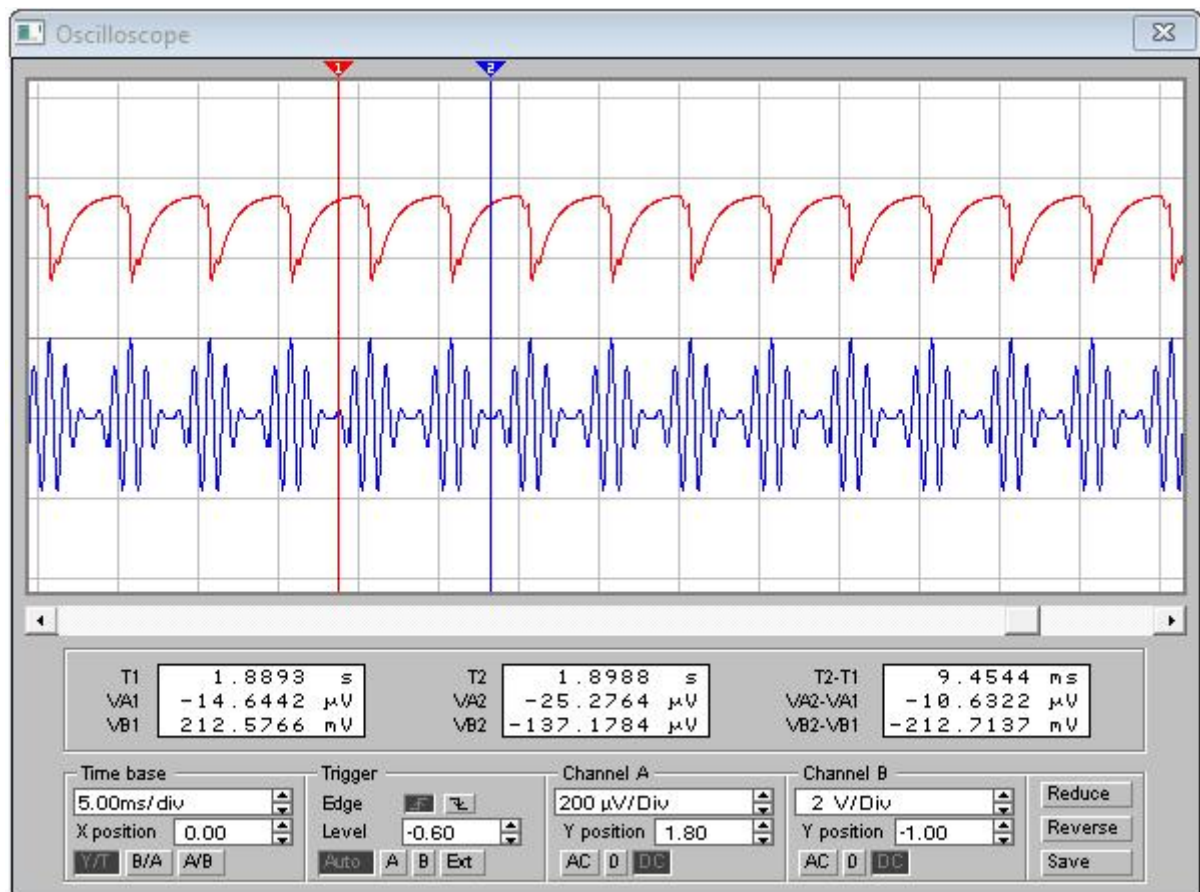 Oscilloscope
1 2
T1 1.8893 s T2 1.8988 s T2-T1 9.4544 ms
VA1 -14.6442 µV VA2 -25.2764 µV VA2-VA1 -10.6322 µV
VB1 212.5766 mV VB2 -137.1784 µV VB2-VB1 -212.7137 mV
Time base Trigger Channel A Channel B
5.00ms/div Edge 200 µV/Div 2 V/Div Reduce
X position 0.00 Level -0.60 Y position 1.80 Y position -1.00 Reverse
Y/T B/A A/B Auto A B Ext AC 0 DC AC 0 DC Save